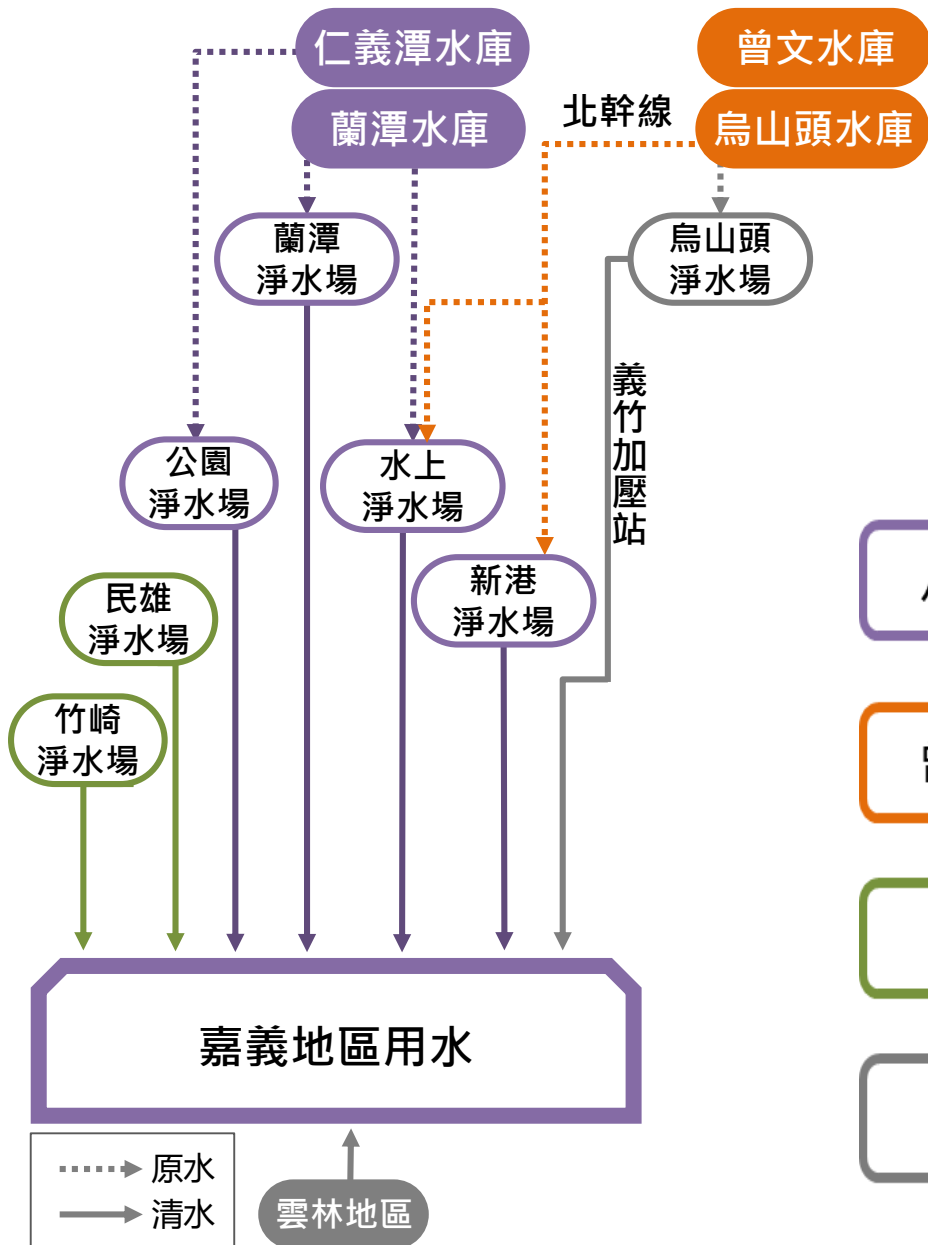 仁義潭水庫
曾文水庫
蘭潭水庫
北幹線
烏山頭水庫
蘭潭
淨水場
烏山頭
淨水場
義竹加壓站
公園
淨水場
水上
淨水場
民雄
淨水場
新港
淨水場
竹崎
淨水場
嘉義地區用水
原水
清水
雲林地區